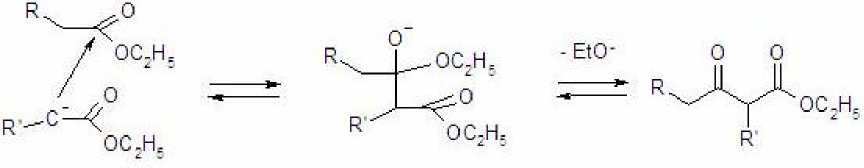 R O
OC₂H₅
R' C⁻ O
OC₂H₅
O⁻
R OC₂H₅
O
R' OC₂H₅
- EtO⁻
O O
R OC₂H₅
R'